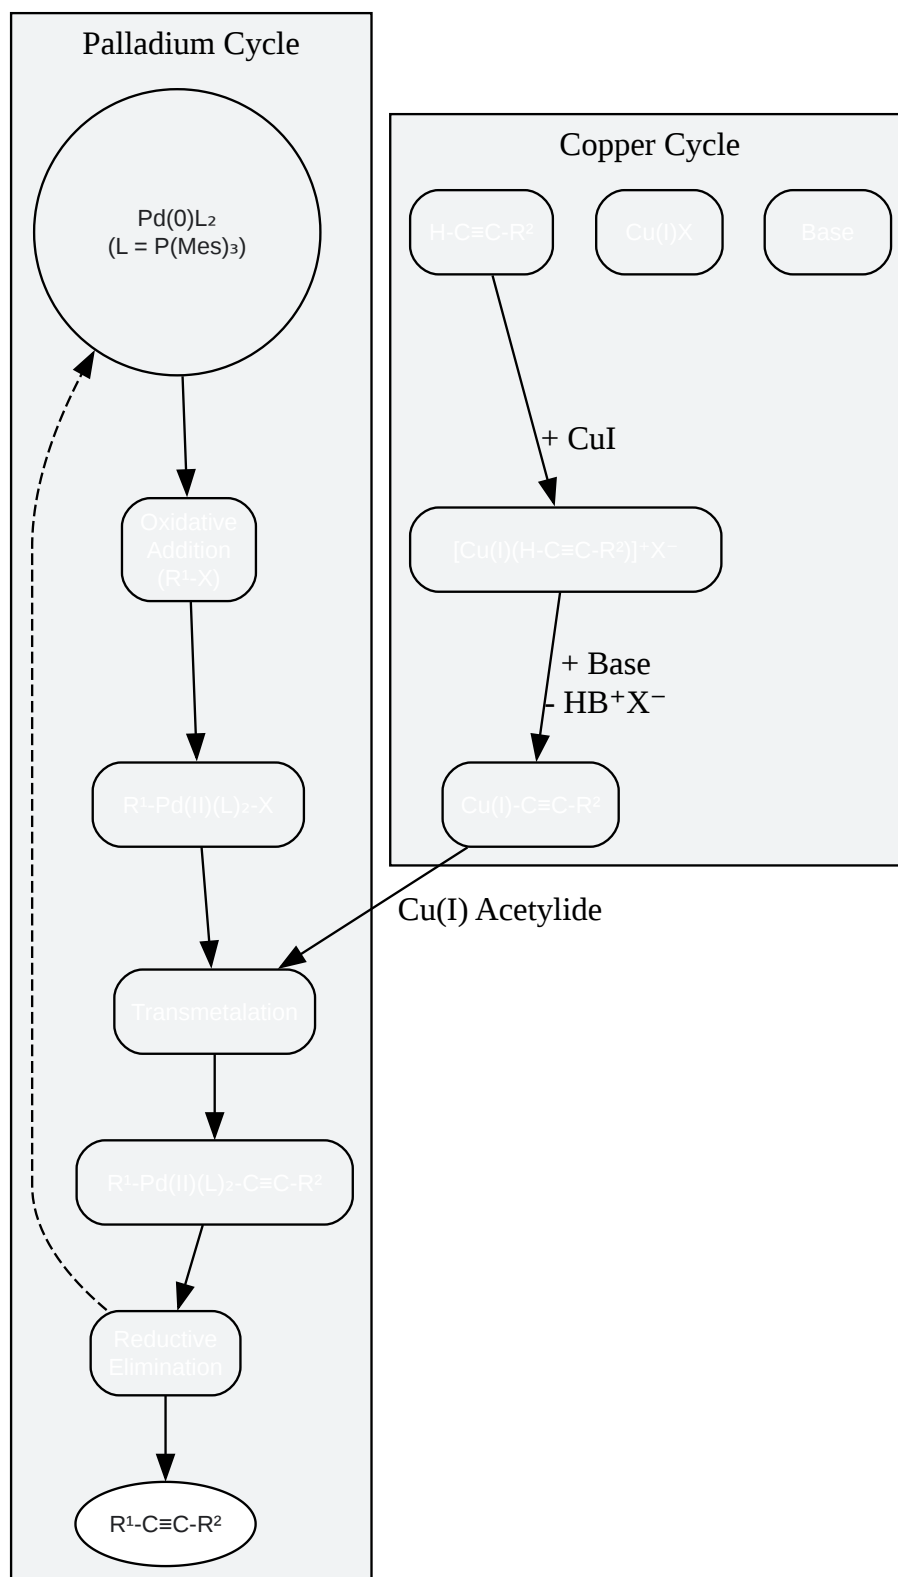 Palladium Cycle
Pd(0)L₂
(L = P(Mes)₃)
Oxidative
Addition
(R¹-X)
R¹-Pd(II)(L)₂-X
Transmetalation
R¹-Pd(II)(L)₂-C≡C-R²
Reductive
Elimination
R¹-C≡C-R²
Copper Cycle
H-C≡C-R²
Cu(I)X
Base
+ CuI
[Cu(I)(H-C≡C-R²)]⁺X⁻
+ Base
- HB⁺X⁻
Cu(I)-C≡C-R²
Cu(I) Acetylide